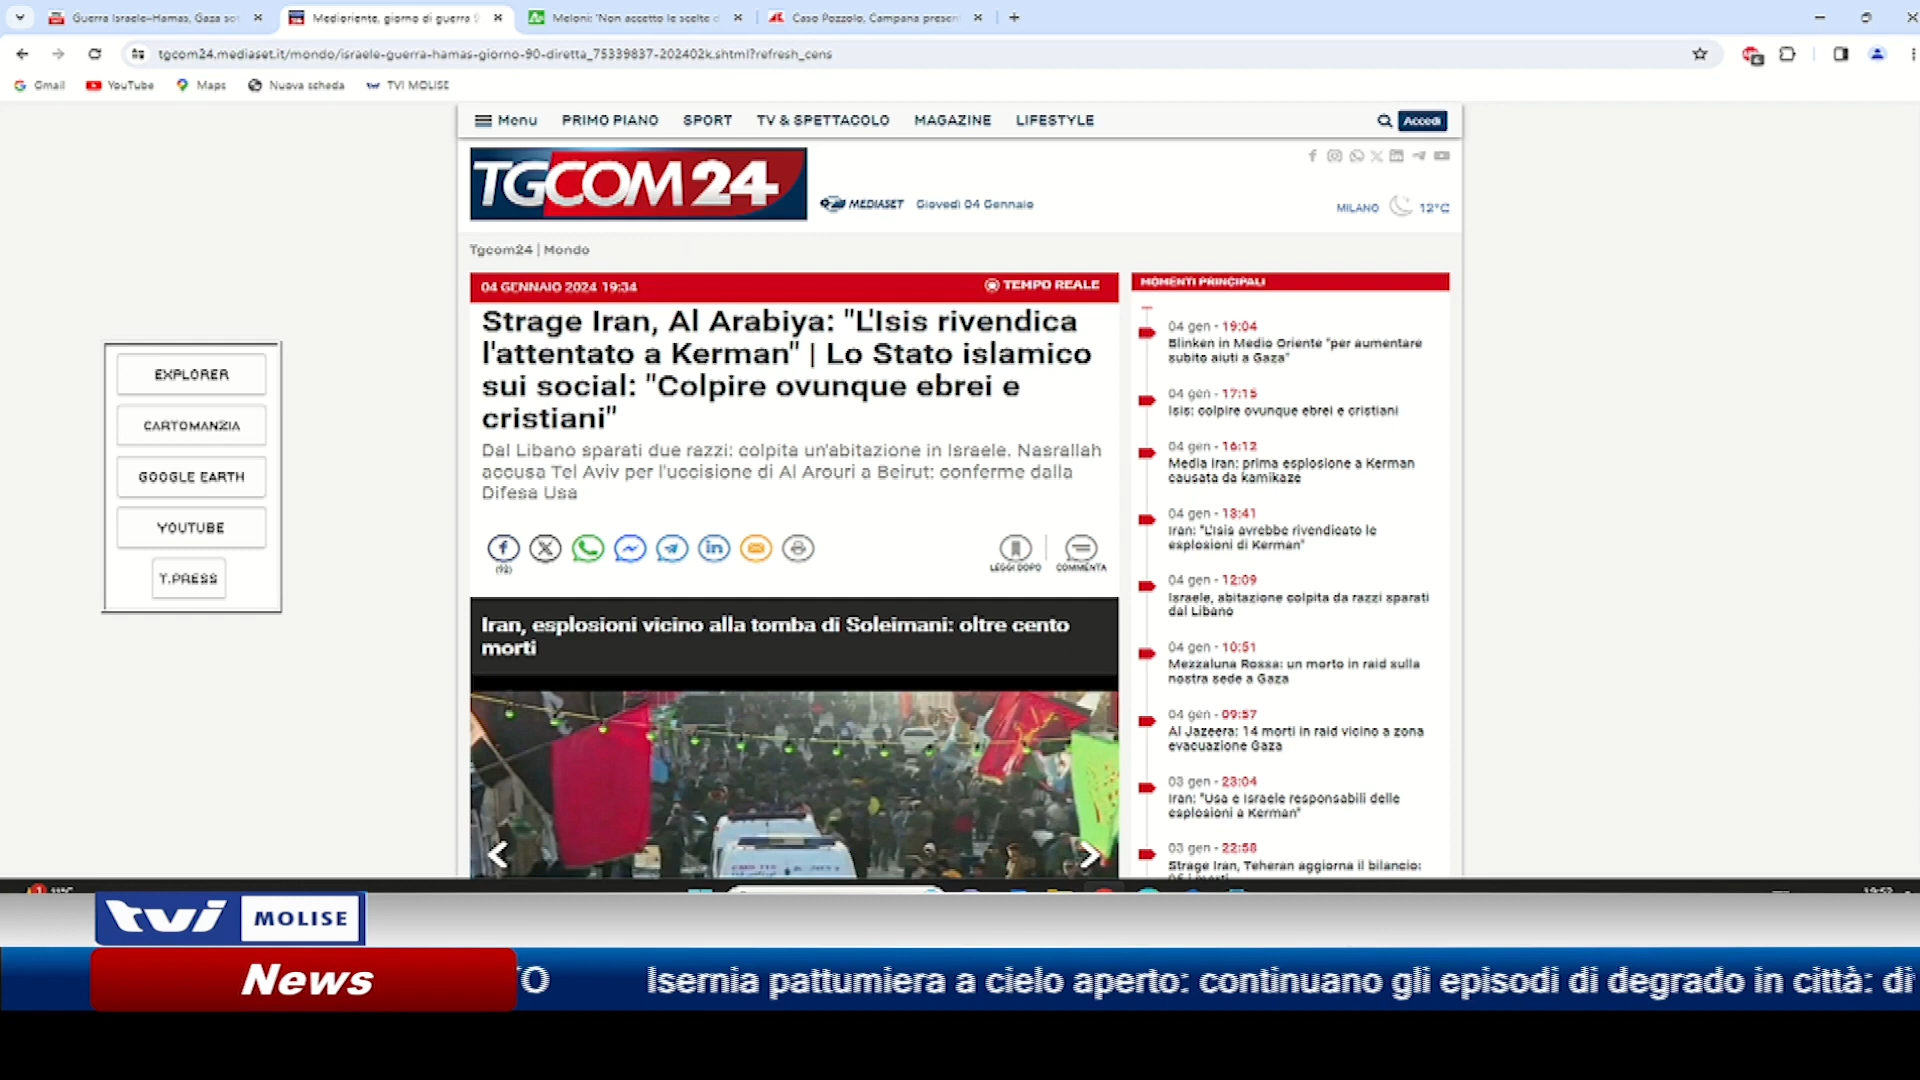 Guerra Israele-Hamas, Gaza sot
Medioriente, giorno di guerra 9
Meloni: "Non accetto le scelte d
Caso Pozzolo, Campana presen
tgcom24.mediaset.it/mondo/israele-guerra-hamas-giorno-90-diretta_75339837-202402k.shtml?refresh_cens
Gmail
YouTube
Maps
Nuova scheda
TVI MOLISE
Menu
PRIMO PIANO
SPORT
TV & SPETTACOLO
MAGAZINE
LIFESTYLE
Accedi
TGCOM24
MEDIASET
Giovedì 04 Gennaio
MILANO
12°C
Tgcom24 | Mondo
04 GENNAIO 2024 19:34
TEMPO REALE
Strage Iran, Al Arabiya: "L'Isis rivendica
l'attentato a Kerman" | Lo Stato islamico
sui social: "Colpire ovunque ebrei e
cristiani"
Dal Libano sparati due razzi: colpita un'abitazione in Israele. Nasrallah
accusa Tel Aviv per l'uccisione di Al Arouri a Beirut: conferme dalla
Difesa Usa
LEGGI DOPO
COMMENTA
Iran, esplosioni vicino alla tomba di Soleimani: oltre cento
morti
MOMENTI PRINCIPALI
04 gen - 19:04
Blinken in Medio Oriente "per aumentare
subito aiuti a Gaza"
04 gen - 17:15
Isis: colpire ovunque ebrei e cristiani
04 gen - 16:12
Media Iran: prima esplosione a Kerman
causata da kamikaze
04 gen - 13:41
Iran: "L'Isis avrebbe rivendicato le
esplosioni di Kerman"
04 gen - 12:09
Israele, abitazione colpita da razzi sparati
dal Libano
04 gen - 10:51
Mezzaluna Rossa: un morto in raid sulla
nostra sede a Gaza
04 gen - 09:57
Al Jazeera: 14 morti in raid vicino a zona
evacuazione Gaza
03 gen - 23:04
Iran: "Usa e Israele responsabili delle
esplosioni a Kerman"
03 gen - 22:58
Strage Iran, Teheran aggiorna il bilancio:
EXPLORER
CARTOMANZIA
GOOGLE EARTH
YOUTUBE
T.PRESS
tvi MOLISE
News
TO Isernia pattumiera a cielo aperto: continuano gli episodi di degrado in città: di